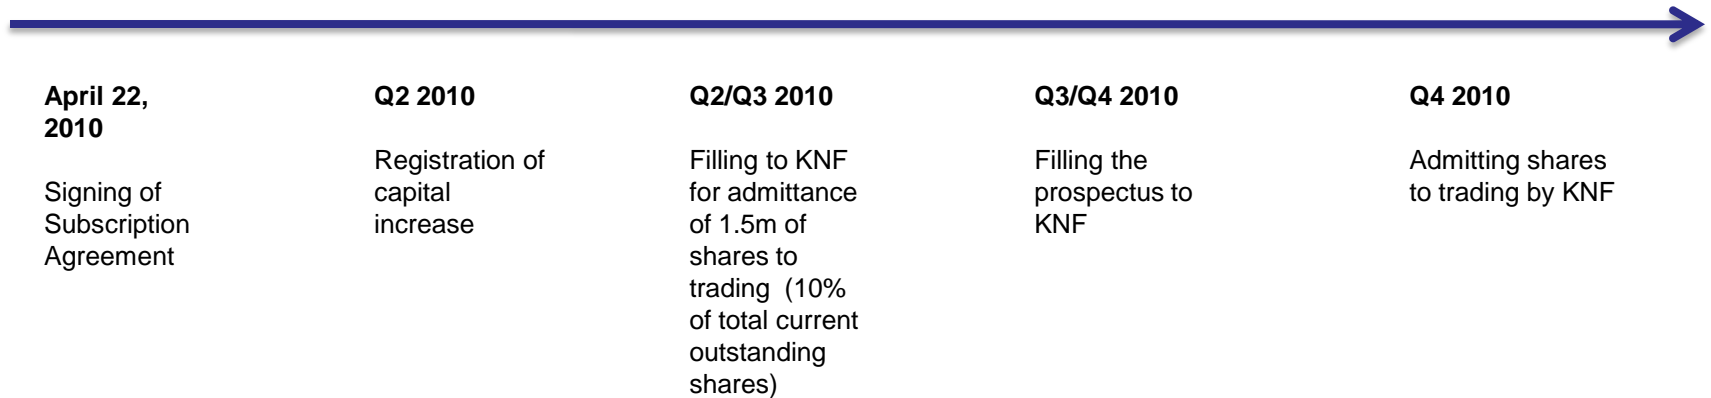 April 22,
2010
Signing of
Subscription
Agreement
Q2 2010
Registration of
capital
increase
Q2/Q3 2010
Filling to KNF
for admittance
of 1.5m of
shares to
trading  (10%
of total current
outstanding
shares)
Q3/Q4 2010
Filling the
prospectus to
KNF
Q4 2010
Admitting shares
to trading by KNF